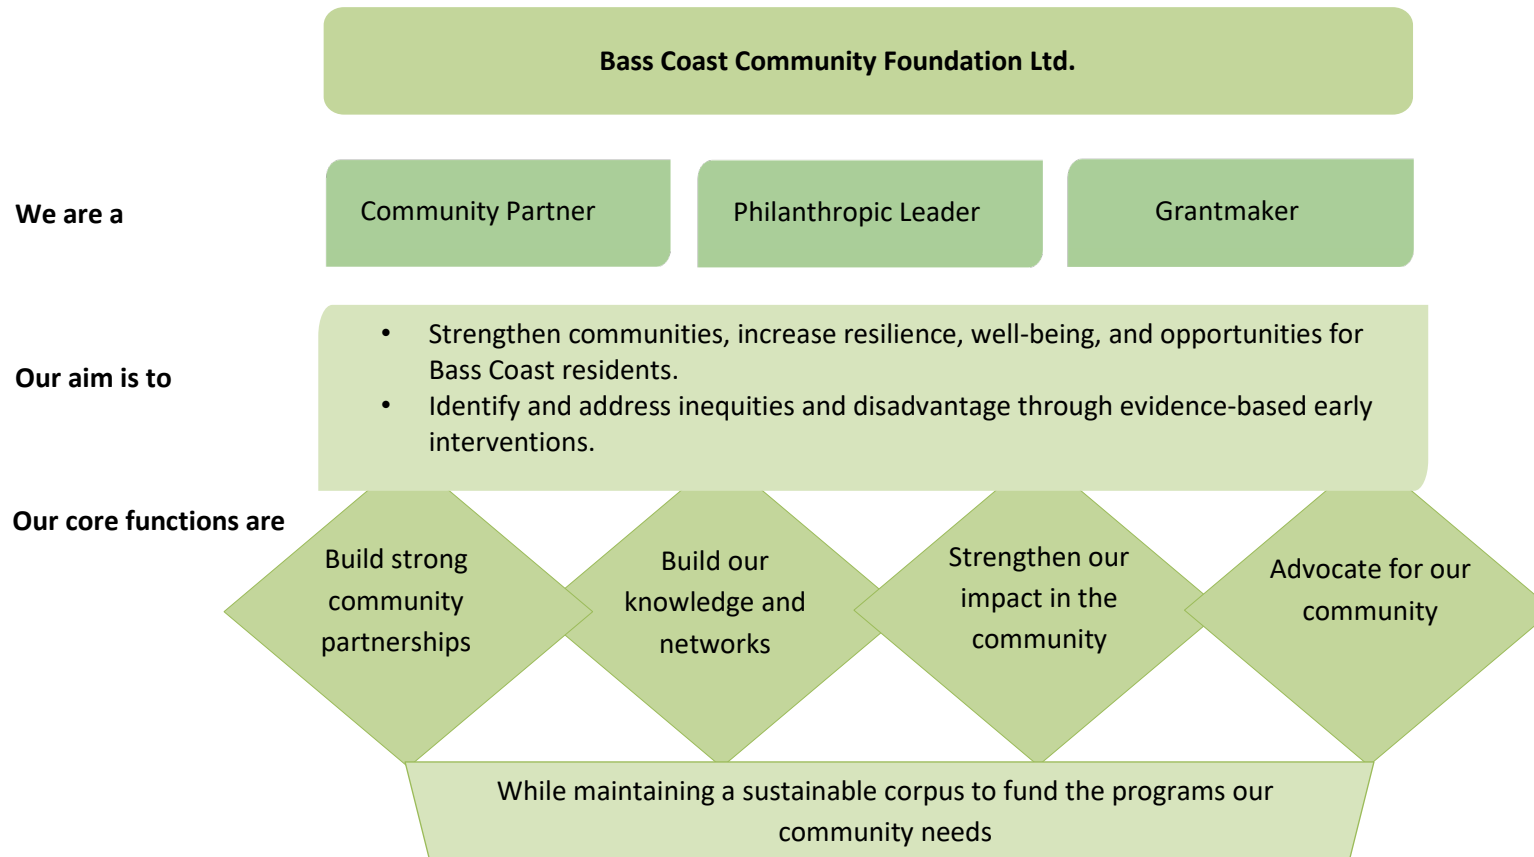 Bass Coast Community Foundation Ltd.
We are a
Community Partner
Philanthropic Leader
Grantmaker
Our aim is to
• Strengthen communities, increase resilience, well-being, and opportunities for
Bass Coast residents.
• Identify and address inequities and disadvantage through evidence-based early
interventions.
Our core functions are
Build strong
community
partnerships
Build our
knowledge and
networks
Strengthen our
impact in the
community
Advocate for our
community
While maintaining a sustainable corpus to fund the programs our
community needs